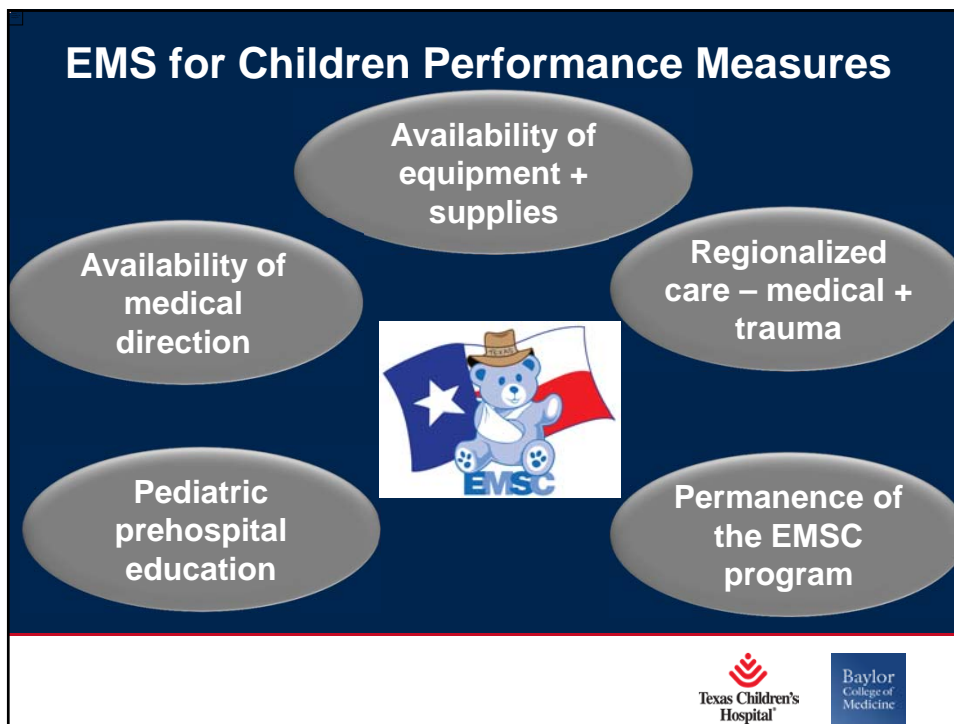 EMS for Children Performance Measures
Availability of
equipment +
supplies
Availability of
medical
direction
Regionalized
care – medical +
trauma
TEXAS
EMSC
Pediatric
prehospital
education
Permanence of
the EMSC
program
Texas Children's
Hospital®
Baylor
College of
Medicine